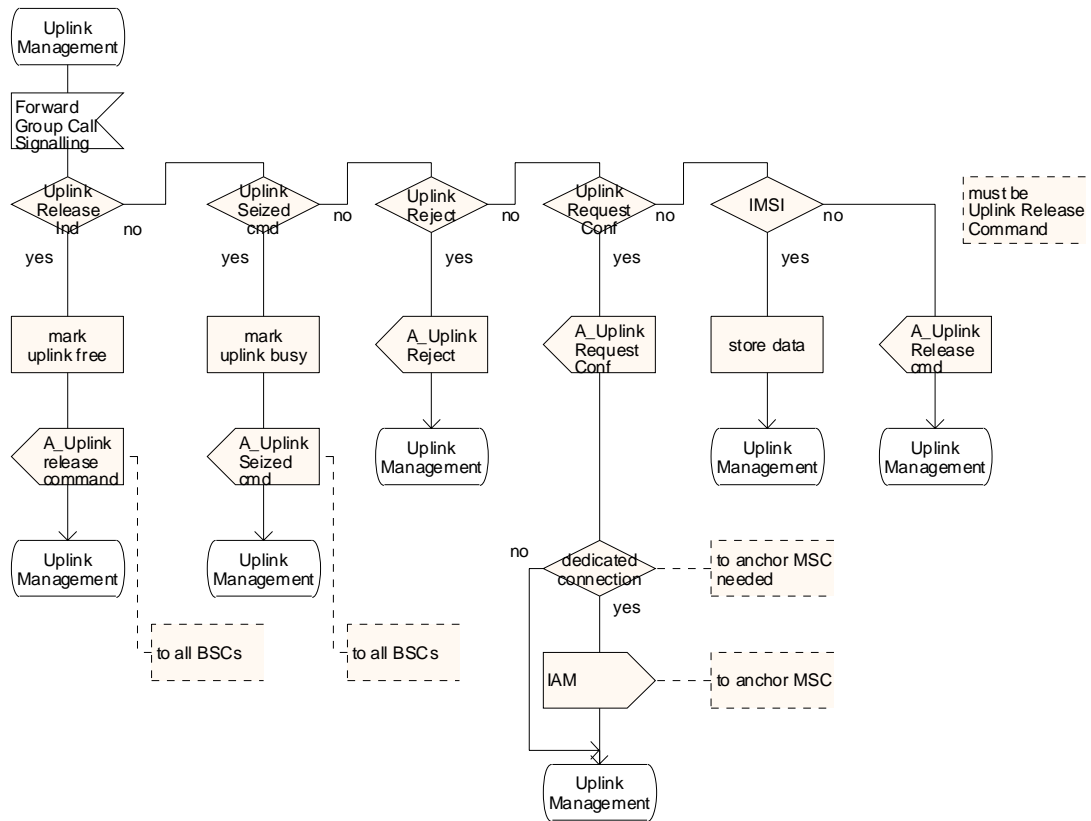 Uplink
Management
Forward
Group Call
Signalling
Uplink
Release
Ind
no
yes
Uplink
Seized
cmd
no
yes
Uplink
Reject
no
yes
Uplink
Request
Conf
no
yes
IMSI
no
yes
must be
Uplink Release
Command
mark
uplink free
mark
uplink busy
A_Uplink
Reject
A_Uplink
Request
Conf
store data
A_Uplink
Release
cmd
A_Uplink
release
command
A_Uplink
Seized
cmd
Uplink
Management
Uplink
Management
Uplink
Management
Uplink
Management
Uplink
Management
no
dedicated
connection
yes
to anchor MSC
needed
to all BSCs
to all BSCs
IAM
to anchor MSC
Uplink
Management